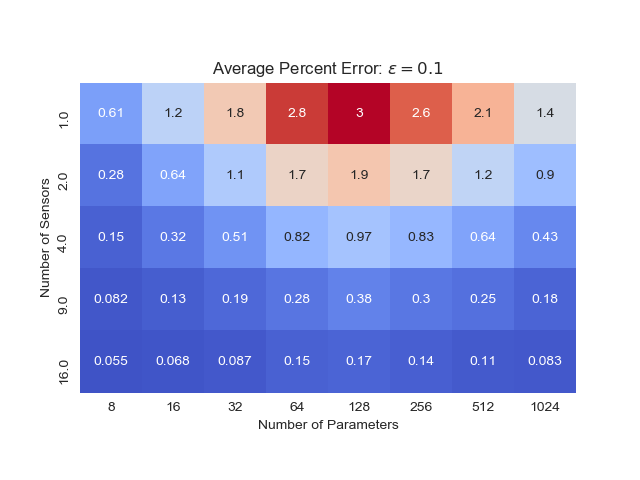 Average Percent Error: ε = 0.1
Number of Sensors
1.0 0.61 1.2 1.8 2.8 3 2.6 2.1 1.4
2.0 0.28 0.64 1.1 1.7 1.9 1.7 1.2 0.9
4.0 0.15 0.32 0.51 0.82 0.97 0.83 0.64 0.43
9.0 0.082 0.13 0.19 0.28 0.38 0.3 0.25 0.18
16.0 0.055 0.068 0.087 0.15 0.17 0.14 0.11 0.083
8 16 32 64 128 256 512 1024
Number of Parameters